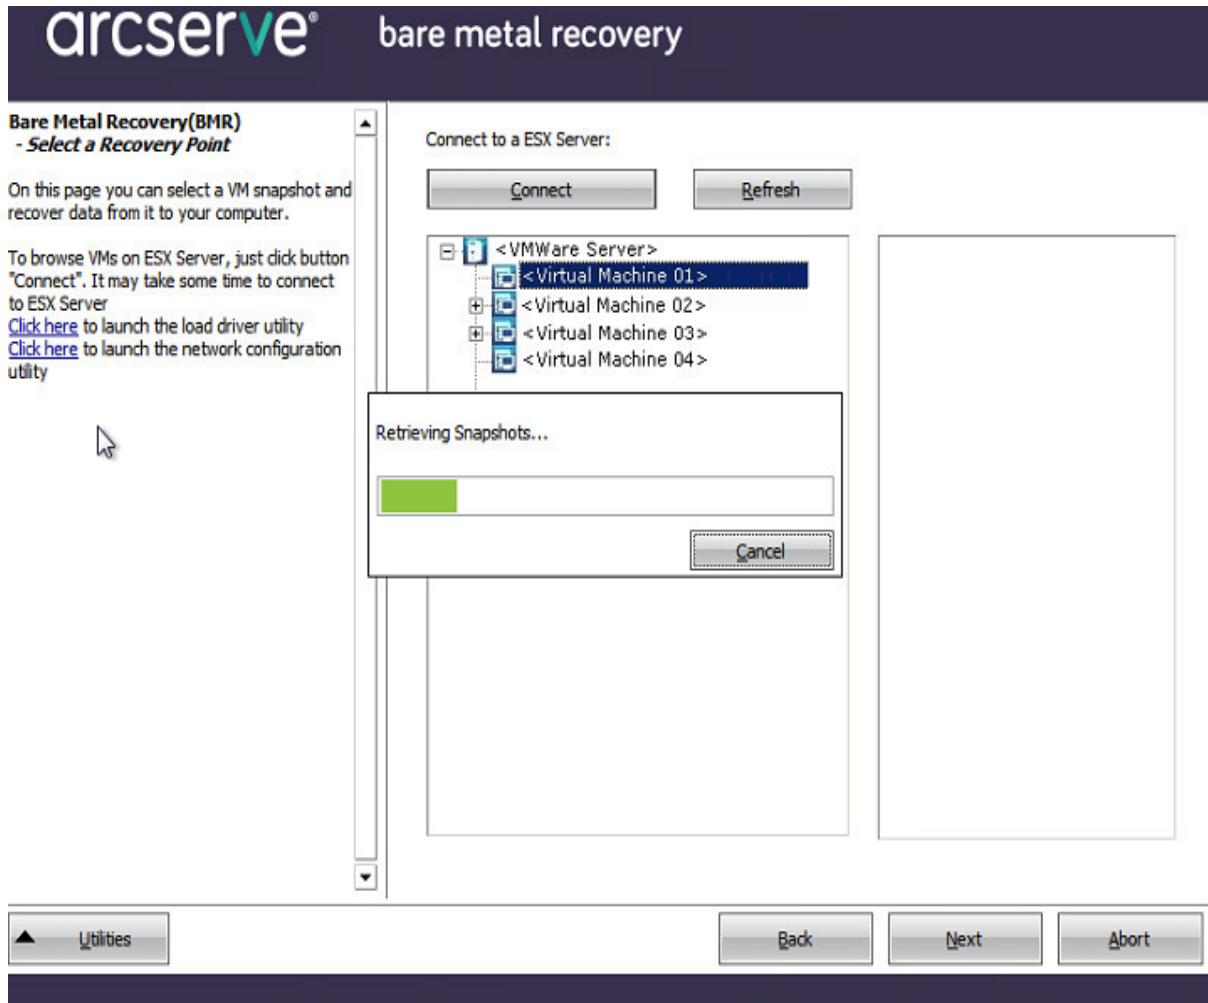 arcserve® bare metal recovery
Bare Metal Recovery(BMR)
- Select a Recovery Point
On this page you can select a VM snapshot and
recover data from it to your computer.
To browse VMs on ESX Server, just click button
"Connect". It may take some time to connect
to ESX Server
Click here to launch the load driver utility
Click here to launch the network configuration
utility
Connect to a ESX Server:
Connect Refresh
<VMWare Server>
<Virtual Machine 01>
<Virtual Machine 02>
<Virtual Machine 03>
<Virtual Machine 04>
Retrieving Snapshots...
Cancel
Utilities Back Next Abort